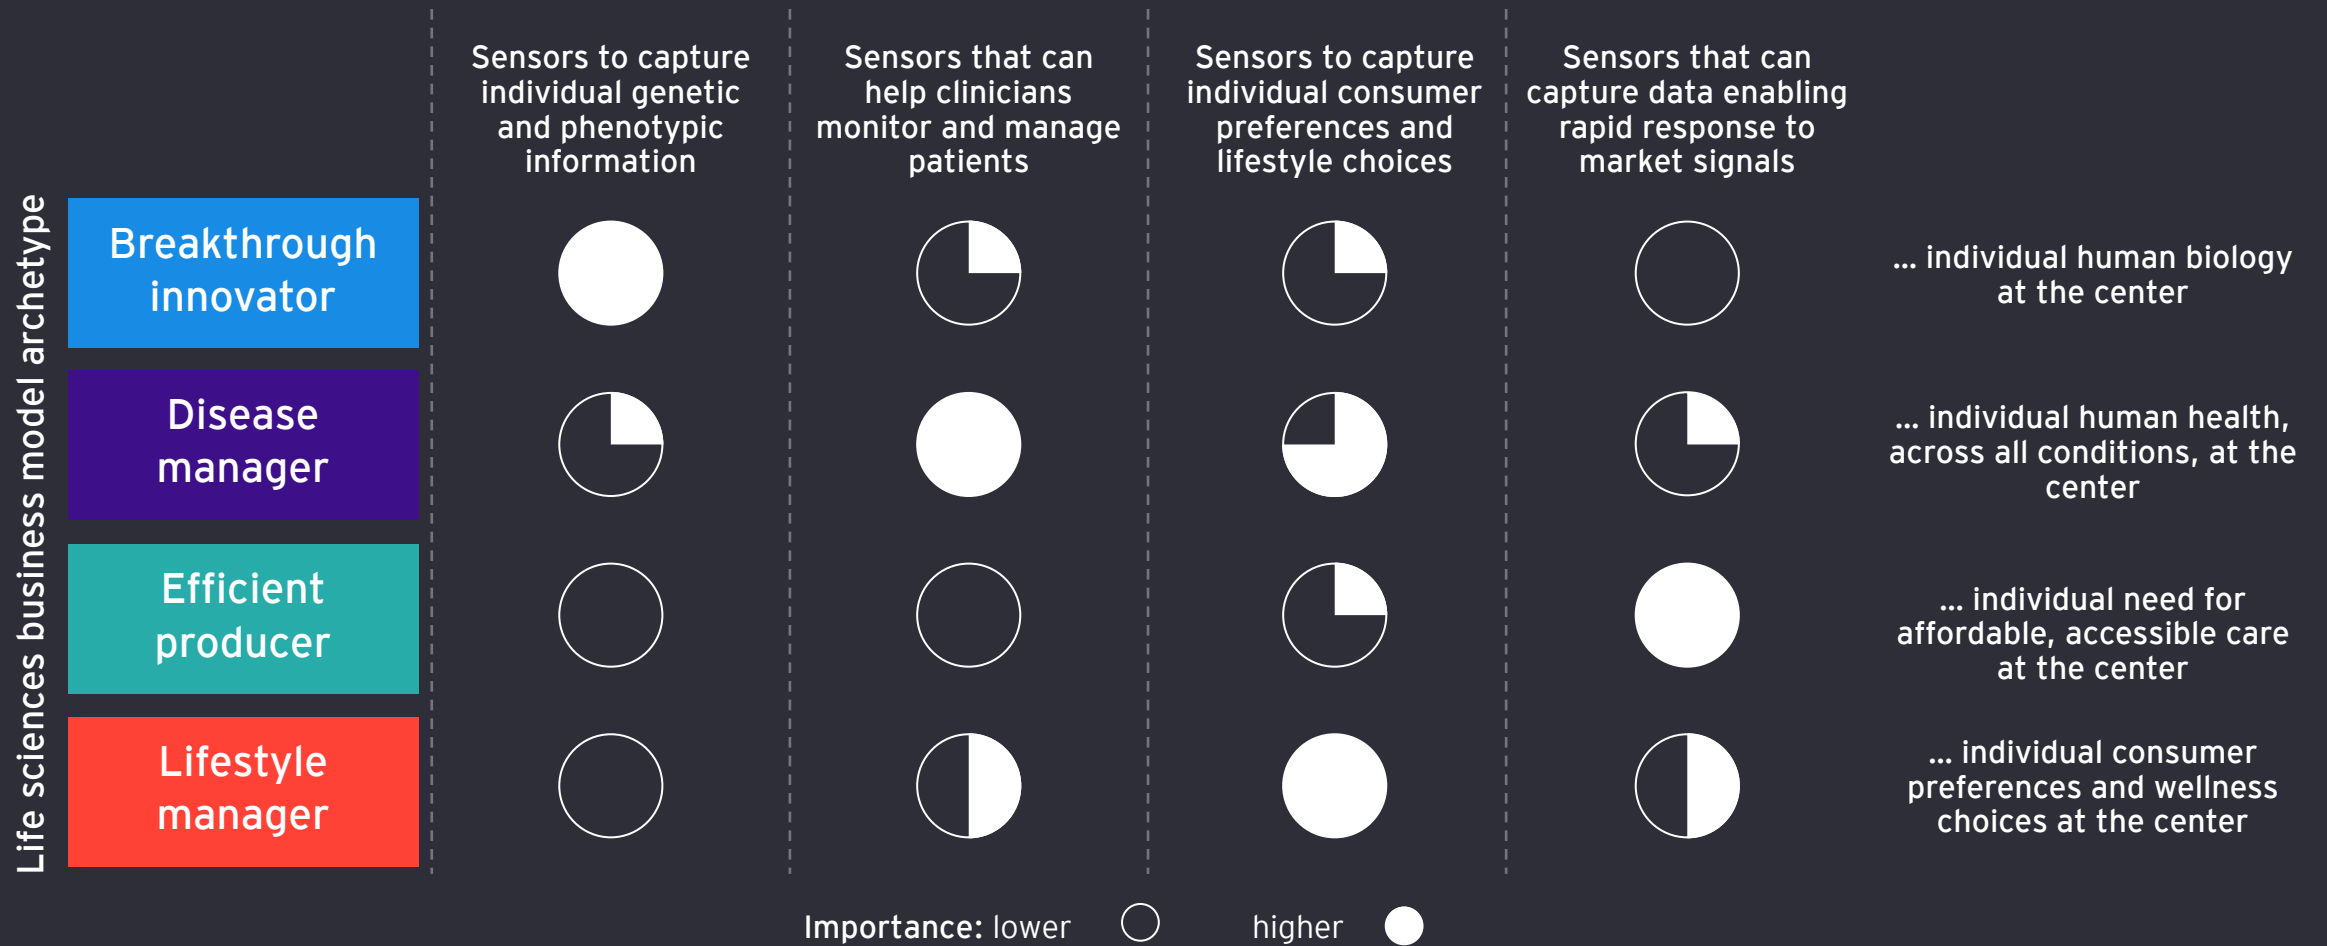 Sensors to capture
individual genetic
and phenotypic
information
Sensors that can
help clinicians
monitor and manage
patients
Sensors to capture
individual consumer
preferences and
lifestyle choices
Sensors that can
capture data enabling
rapid response to
market signals
Life sciences business model archetype
Breakthrough
innovator
... individual human biology
at the center
Disease
manager
... individual human health,
across all conditions, at the
center
Efficient
producer
... individual need for
affordable, accessible care
at the center
Lifestyle
manager
... individual consumer
preferences and wellness
choices at the center
Importance: lower higher